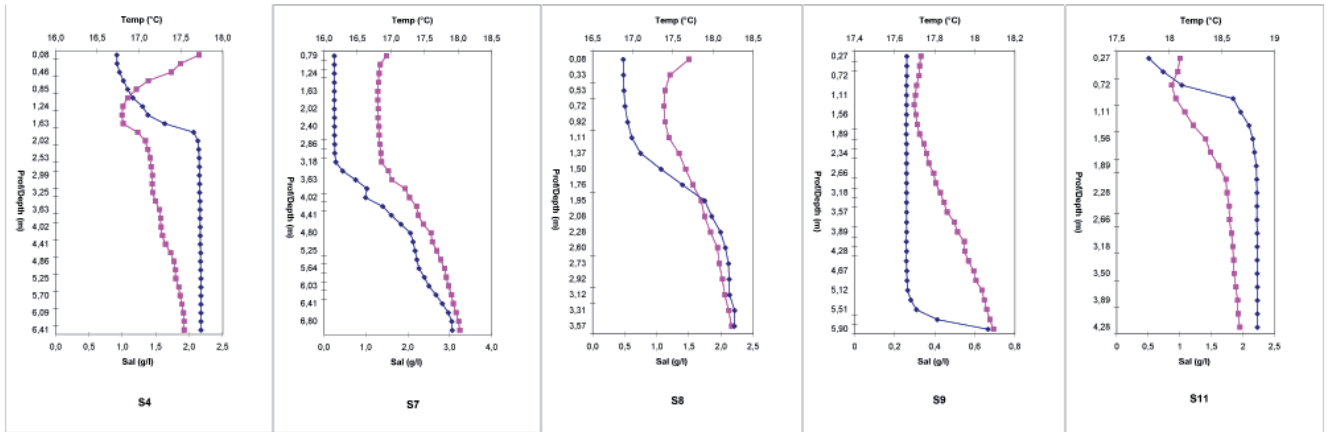 Temp (°C)
16,0 16,5 17,0 17,5 18,0
Prof/Depth (m)
0,08
0,46
0,85
1,24
1,63
2,02
2,53
2,99
3,25
3,63
4,02
4,41
4,86
5,25
5,70
6,09
6,41
0,0 0,5 1,0 1,5 2,0 2,5
Sal (g/l)
S4
Temp (°C)
16,0 16,5 17,0 17,5 18,0 18,5
Prof/Depth (m)
0,79
1,24
1,63
2,02
2,40
2,86
3,18
3,63
4,02
4,41
4,80
5,25
5,64
6,03
6,41
6,80
0,0 1,0 2,0 3,0 4,0
Sal (g/l)
S7
Temp (°C)
16,5 17,0 17,5 18,0 18,5
Prof/Depth (m)
0,08
0,33
0,53
0,72
0,92
1,11
1,37
1,56
1,76
1,95
2,08
2,28
2,60
2,73
2,92
3,12
3,31
3,57
0,0 0,5 1,0 1,5 2,0 2,5
Sal (g/l)
S8
Temp (°C)
17,4 17,6 17,8 18 18,2
Prof/Depth (m)
0,27
0,72
1,11
1,56
1,89
2,34
2,73
3,18
3,57
3,89
4,28
4,67
5,12
5,51
5,90
0 0,2 0,4 0,6 0,8
Sal (g/l)
S9
Temp (°C)
17,5 18 18,5 19
Prof/Depth (m)
0,27
0,72
1,11
1,56
1,89
2,28
2,66
3,18
3,50
3,89
4,28
0 0,5 1 1,5 2 2,5
Sal (g/l)
S11